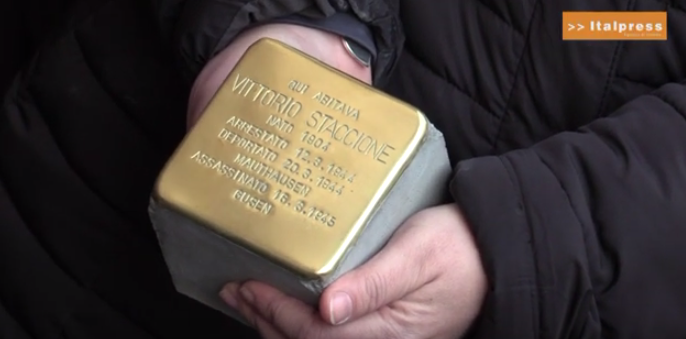 >> Italpress
QUI ABITAVA
VITTORIO STACCIONE
NATO 1904
ARRESTATO 12.3.1944
DEPORTATO 20.3.1944
MAUTHAUSEN
ASSASSINATO 16.3.1945
GUSEN